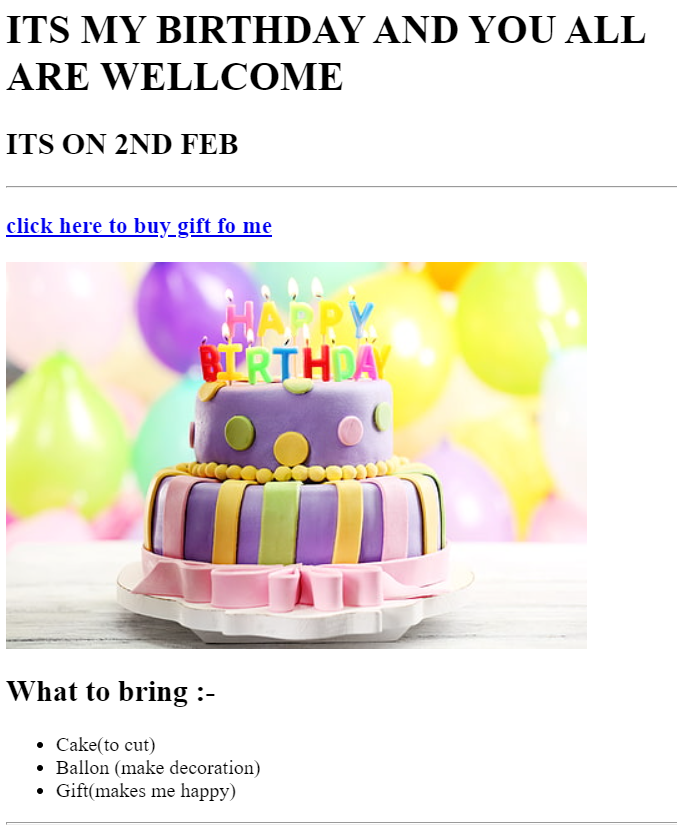 ITS MY BIRTHDAY AND YOU ALL
ARE WELLCOME
ITS ON 2ND FEB
click here to buy gift fo me
HAPPY
BIRTHDAY
What to bring :-
Cake(to cut)
Ballon (make decoration)
Gift(makes me happy)